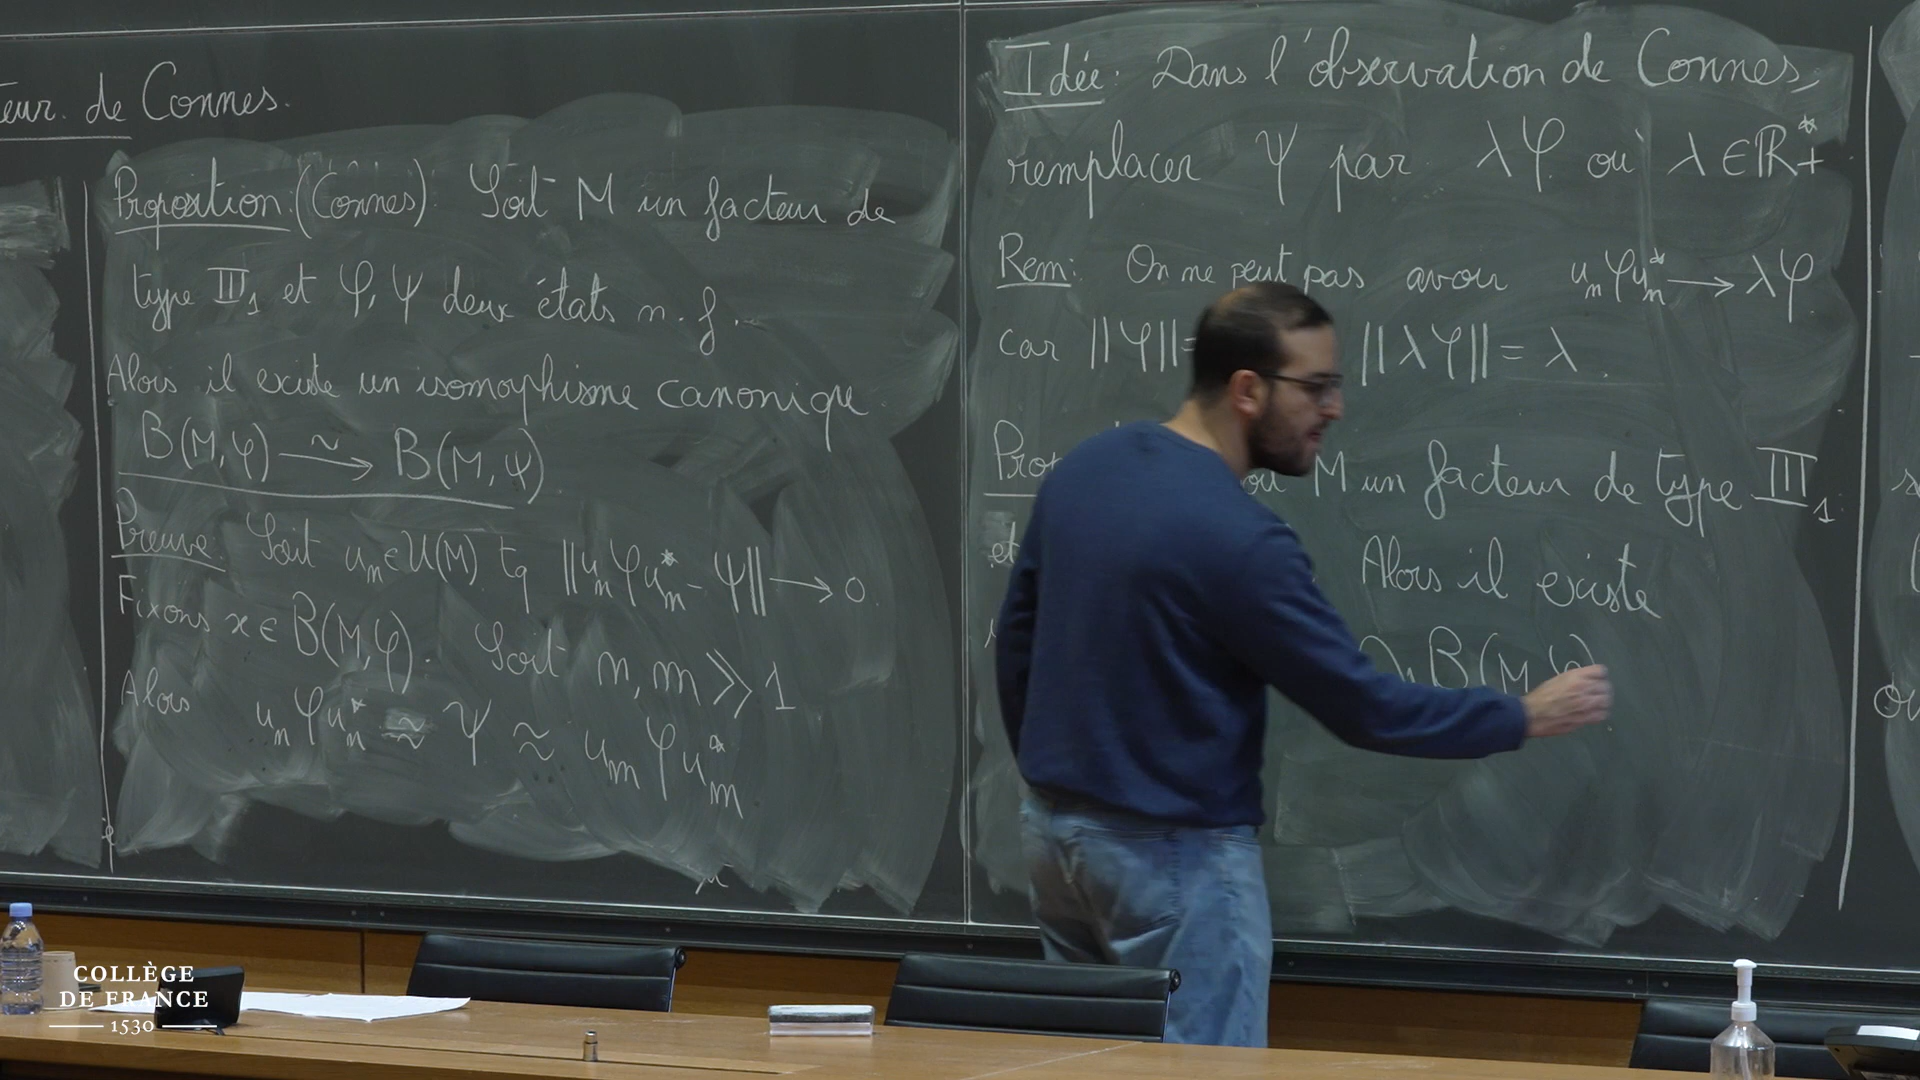 teur de Connes.
Proposition: (Connes) Soit M un facteur de
type III₁ et φ, ψ deux états n.f.
Alors il existe un isomorphisme canonique
B(M,φ) ⥲ B(M,ψ)
Preuve: Soit uₙ ∈ U(M) tq ||uₙφuₙ* - ψ|| → 0.
Fixons x ∈ B(M,φ). Soit n, m ≫ 1
Alors uₙφuₙ* ≈ ψ ≈ uₘφuₘ*
Idée: Dans l'observation de Connes,
remplacer ψ par λφ où λ ∈ ℝ₊*.
Rem: On ne peut pas avoir uₙφuₙ* → λφ
car ||φ|| = ||λφ|| = λ.
M un facteur de type III₁
et Alors il existe
B(M,φ)
COLLÈGE
DE FRANCE
1530